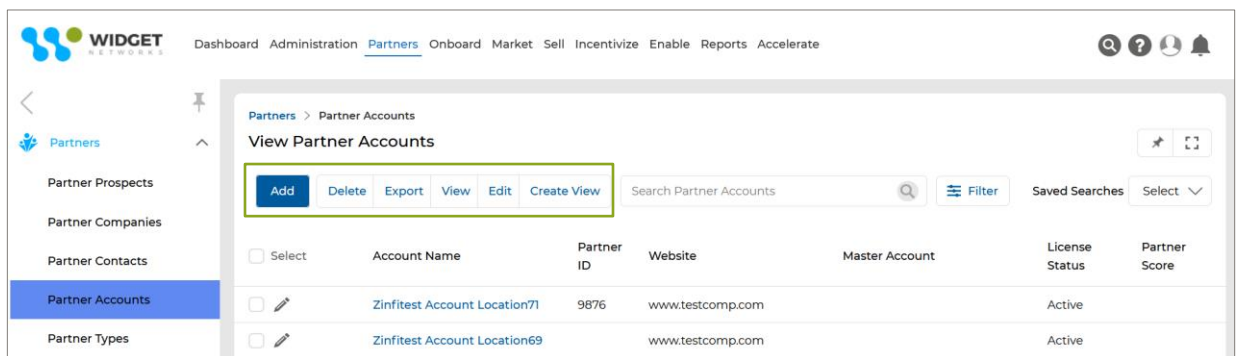 WIDGET
NETWORKS
Dashboard Administration Partners Onboard Market Sell Incentivize Enable Reports Accelerate
Partners
Partner Prospects
Partner Companies
Partner Contacts
Partner Accounts
Partner Types
Partners > Partner Accounts
View Partner Accounts
Add Delete Export View Edit Create View Search Partner Accounts Filter Saved Searches Select
Select Account Name Partner ID Website Master Account License Status Partner Score
Zinfitest Account Location71 9876 www.testcomp.com Active
Zinfitest Account Location69 www.testcomp.com Active